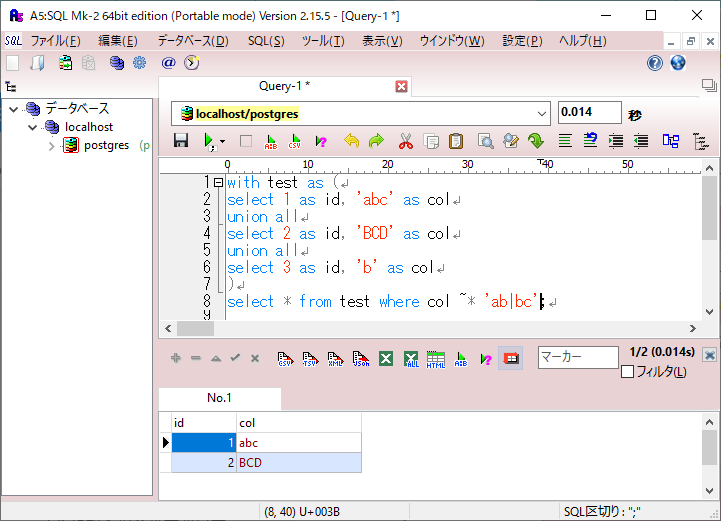 A5:SQL Mk-2 64bit edition (Portable mode) Version 2.15.5 - [Query-1 *]
SQL ファイル(F) 編集(E) データベース(D) SQL(S) ツール(T) 表示(V) ウインドウ(W) 設定(P) ヘルプ(H)
データベース
localhost
postgres (p
Query-1 *
localhost/postgres 0.014 秒
0 10 20 30 40 50
1 with test as (
2 select 1 as id, 'abc' as col
3 union all
4 select 2 as id, 'BCD' as col
5 union all
6 select 3 as id, 'b' as col
7 )
8 select * from test where col ~* 'ab|bc';
9
CSV TSV XML JSON ALL HTML A:B マーカー 1/2 (0.014s)
フィルタ(L)
No.1
id col
1 abc
2 BCD
(8, 40) U+003B SQL区切り : ";"